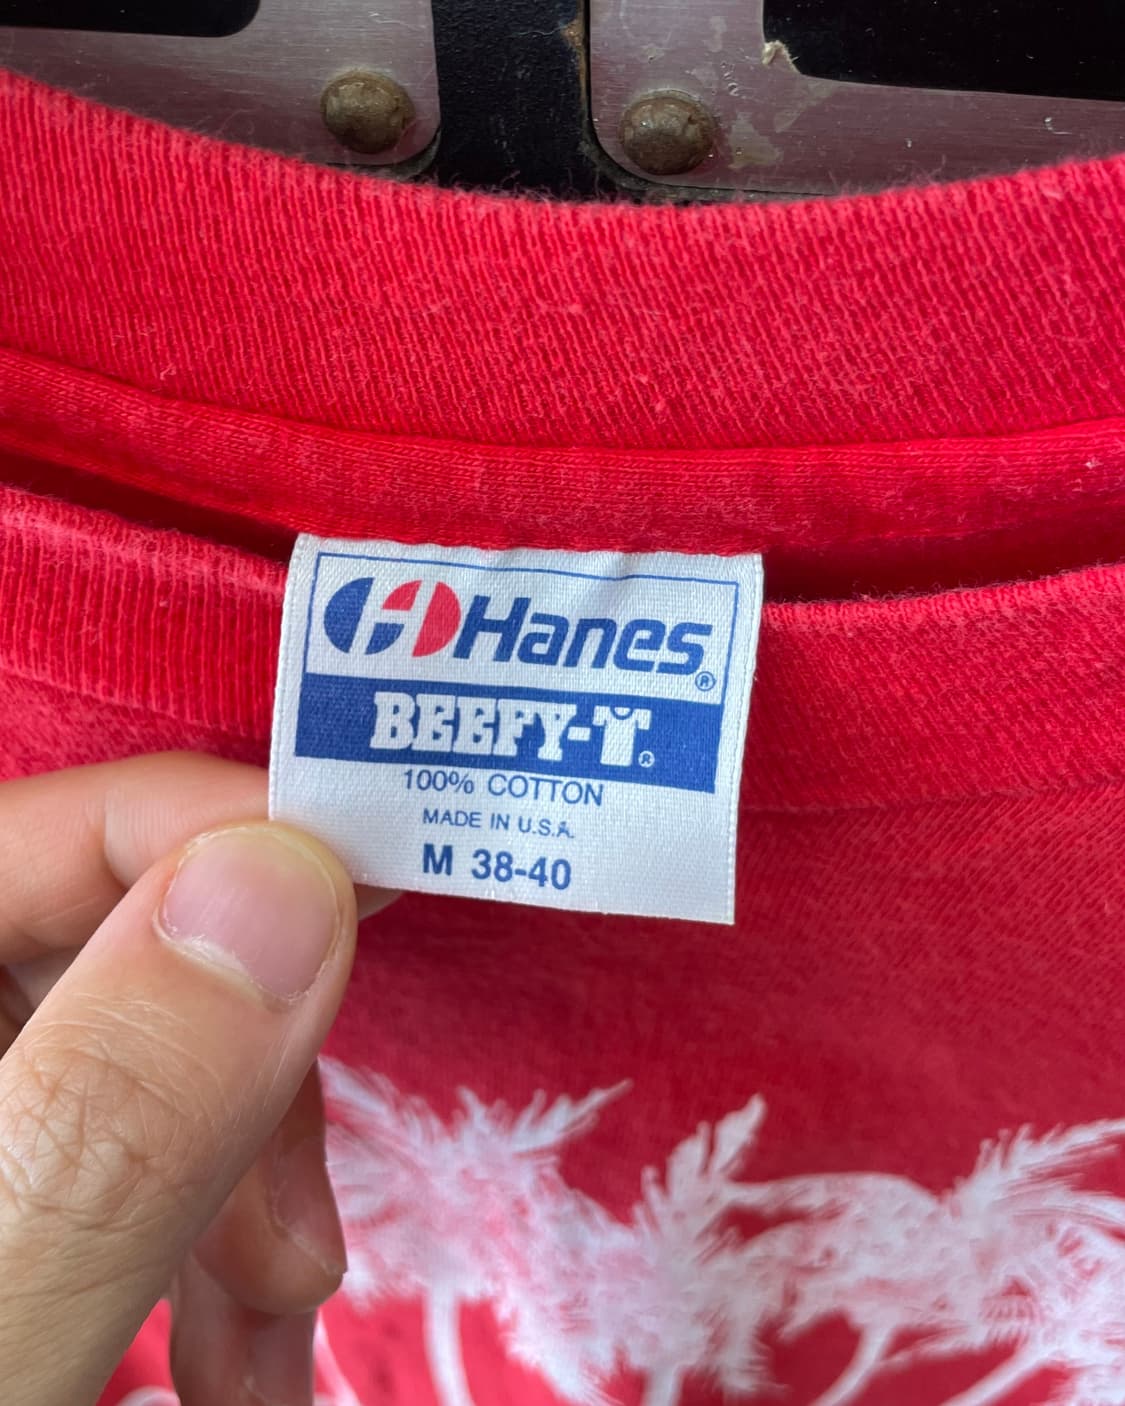 Hanes®
BEEFY-T®
100% COTTON
MADE IN U.S.A.
M 38-40